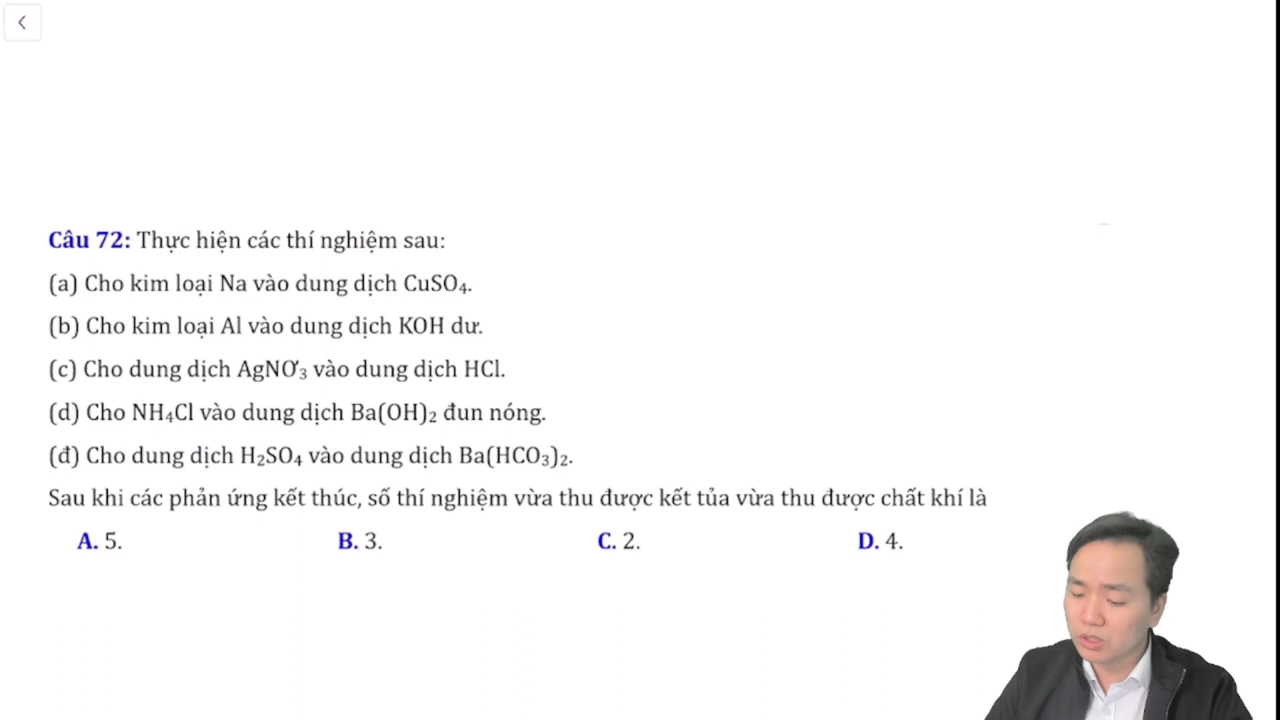 Câu 72: Thực hiện các thí nghiệm sau:
(a) Cho kim loại Na vào dung dịch CuSO₄.
(b) Cho kim loại Al vào dung dịch KOH dư.
(c) Cho dung dịch AgNƠ₃ vào dung dịch HCl.
(d) Cho NH₄Cl vào dung dịch Ba(OH)₂ đun nóng.
(đ) Cho dung dịch H₂SO₄ vào dung dịch Ba(HCO₃)₂.
Sau khi các phản ứng kết thúc, số thí nghiệm vừa thu được kết tủa vừa thu được chất khí là
A. 5. B. 3. C. 2. D. 4.